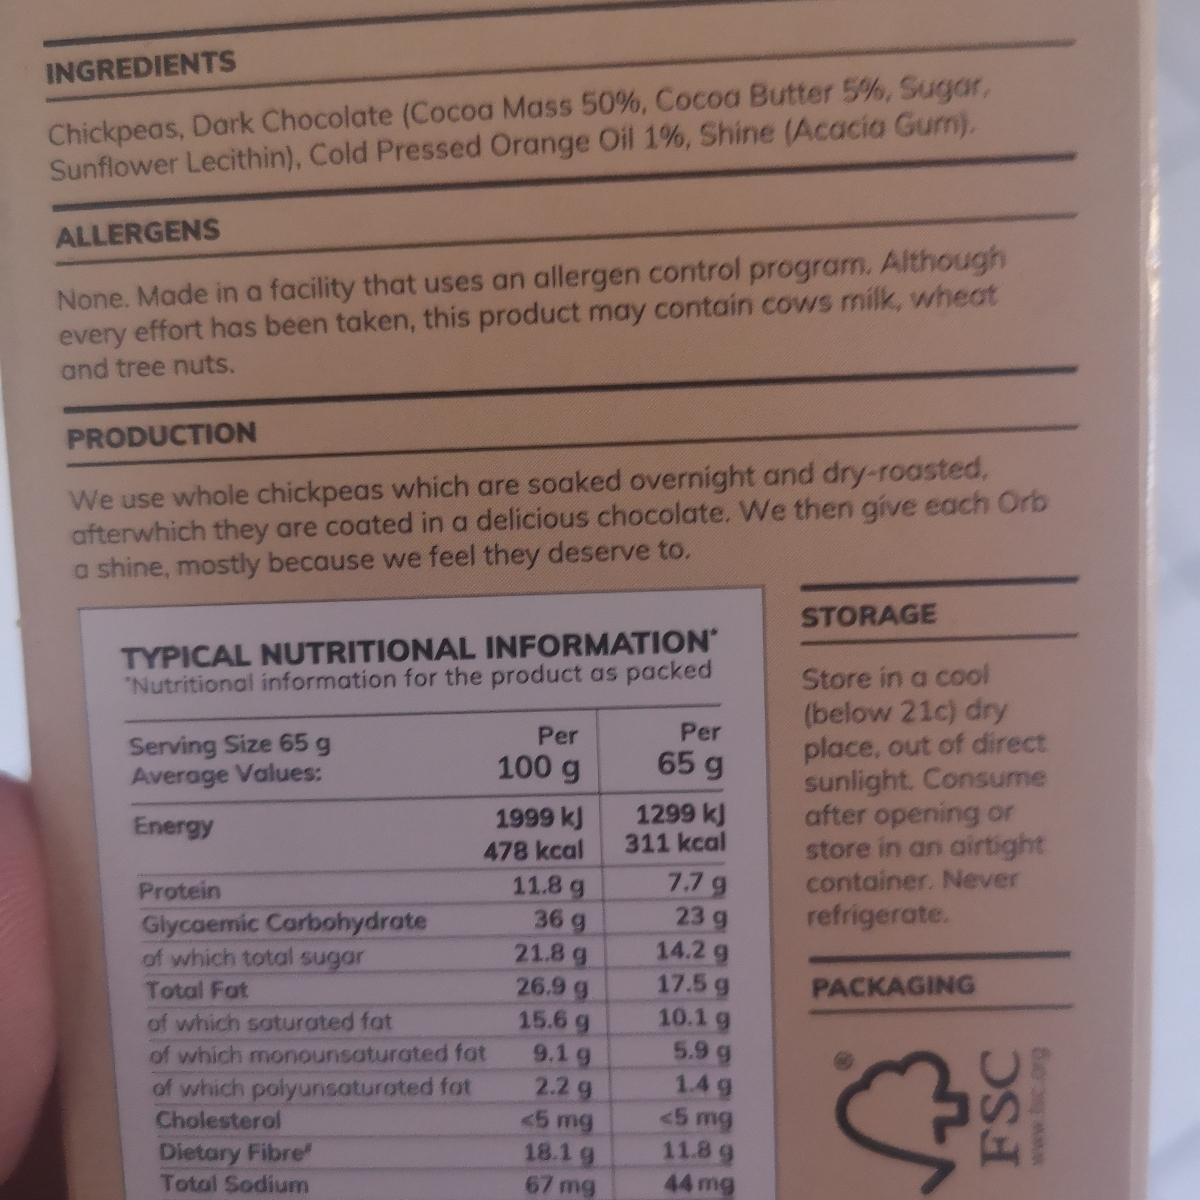 INGREDIENTS
Chickpeas, Dark Chocolate (Cocoa Mass 50%, Cocoa Butter 5%, Sugar,
Sunflower Lecithin), Cold Pressed Orange Oil 1%, Shine (Acacia Gum).
ALLERGENS
None. Made in a facility that uses an allergen control program. Although
every effort has been taken, this product may contain cows milk, wheat
and tree nuts.
PRODUCTION
We use whole chickpeas which are soaked overnight and dry-roasted,
afterwhich they are coated in a delicious chocolate. We then give each Orb
a shine, mostly because we feel they deserve to.
TYPICAL NUTRITIONAL INFORMATION*
*Nutritional information for the product as packed
Serving Size 65 g Per Per
Average Values: 100 g 65 g
Energy 1999 kJ 1299 kJ
478 kcal 311 kcal
Protein 11.8 g 7.7 g
Glycaemic Carbohydrate 36 g 23 g
of which total sugar 21.8 g 14.2 g
Total Fat 26.9 g 17.5 g
of which saturated fat 15.6 g 10.1 g
of which monounsaturated fat 9.1 g 5.9 g
of which polyunsaturated fat 2.2 g 1.4 g
Cholesterol <5 mg <5 mg
Dietary Fibre# 18.1 g 11.8 g
Total Sodium 67 mg 44 mg
STORAGE
Store in a cool
(below 21c) dry
place, out of direct
sunlight. Consume
after opening or
store in an airtight
container. Never
refrigerate.
PACKAGING
®
FSC
www.fsc.org